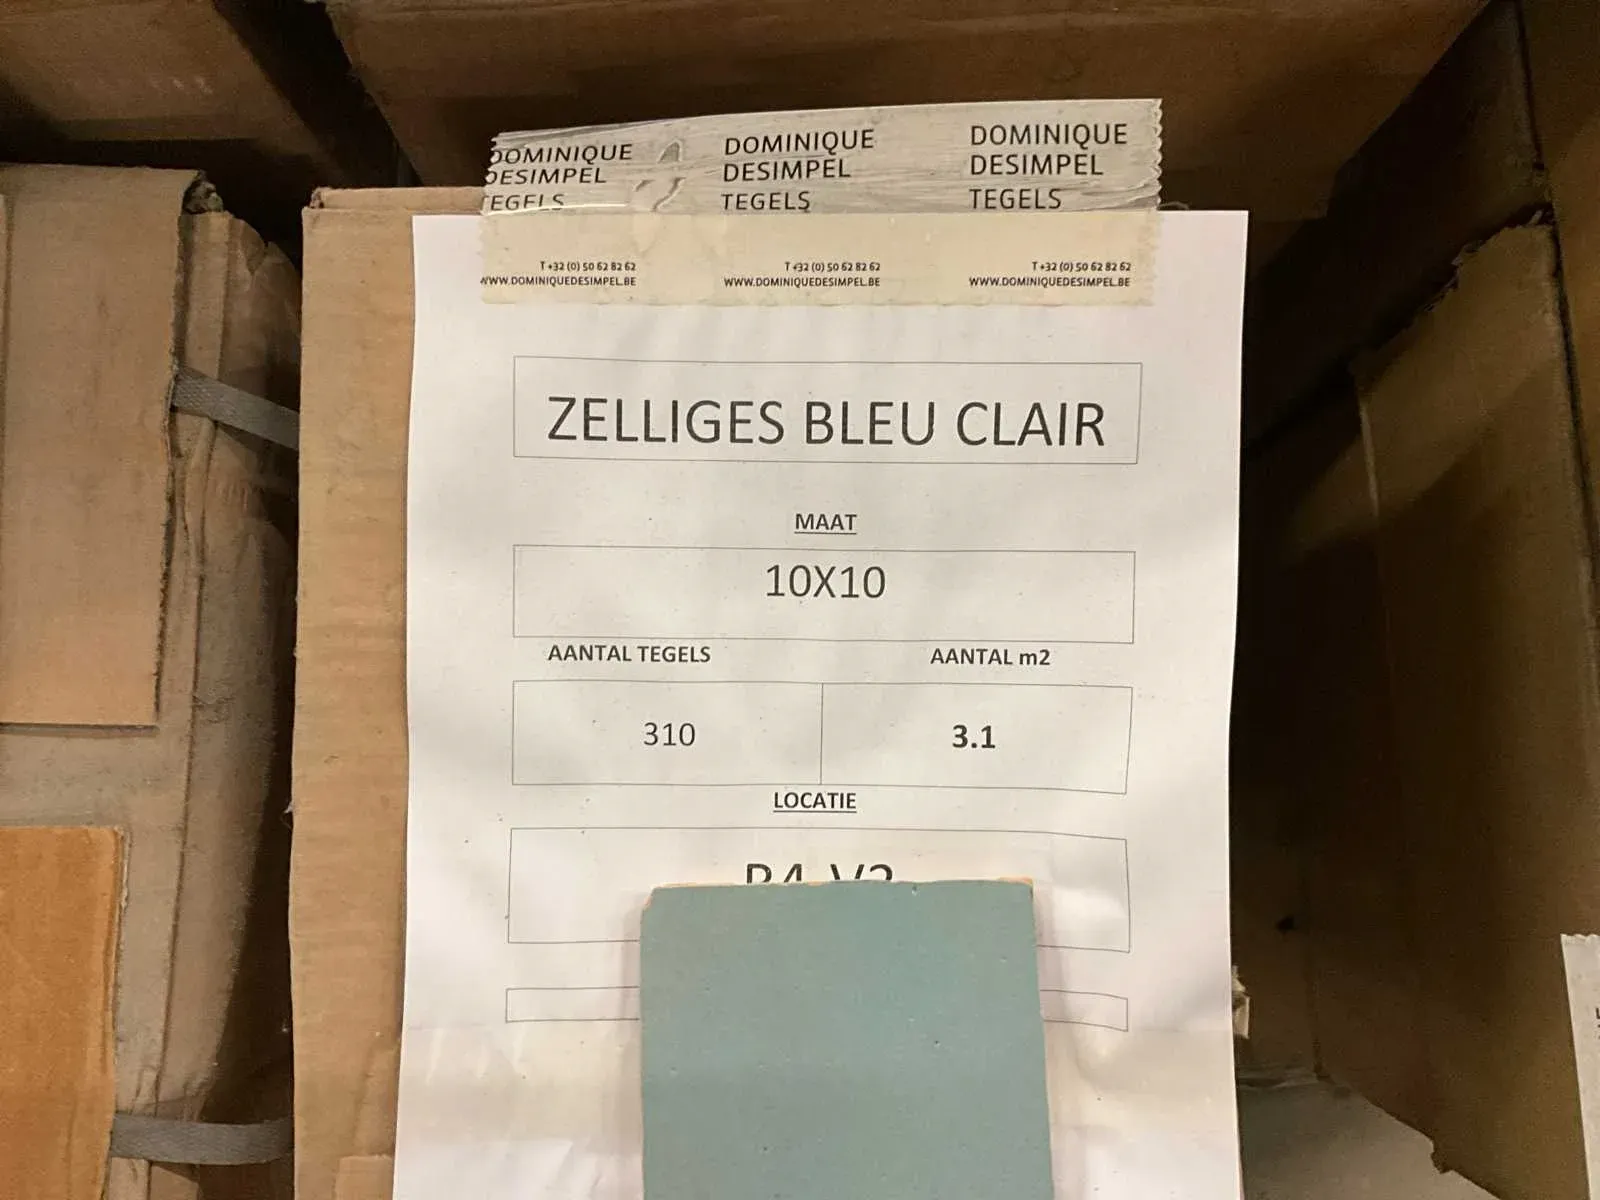 DOMINIQUE DOMINIQUE DOMINIQUE
DESIMPEL DESIMPEL DESIMPEL
TEGELS TEGELS TEGELS
T +32 (0) 50 62 82 62 T +32 (0) 50 62 82 62 T +32 (0) 50 62 82 62
WWW.DOMINIQUEDESIMPEL.BE WWW.DOMINIQUEDESIMPEL.BE WWW.DOMINIQUEDESIMPEL.BE
ZELLIGES BLEU CLAIR
MAAT
10X10
AANTAL TEGELS AANTAL m2
310 3.1
LOCATIE